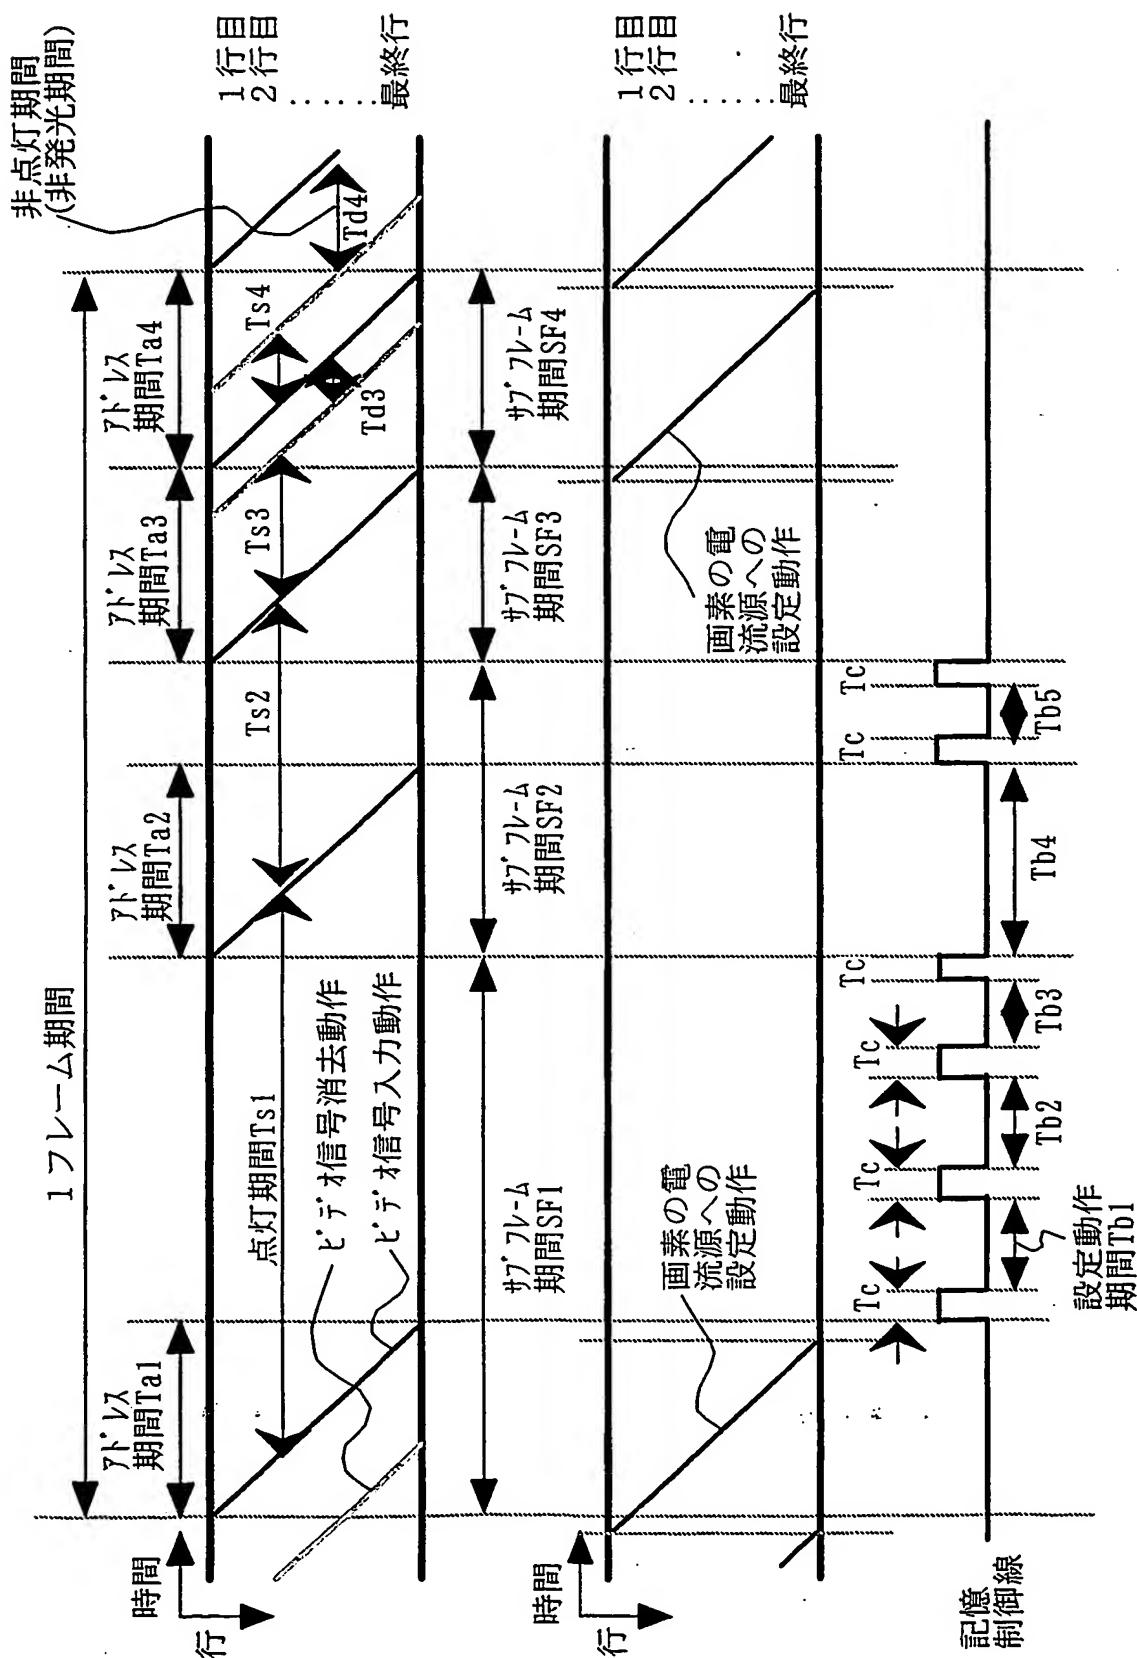 1フレーム期間
アドレス
期間Ta1
アドレス
期間Ta2
アドレス
期間Ta3
アドレス
期間Ta4
非点灯期間
(非発光期間)
時間
行
点灯期間Ts1
Ts2
Ts3
Ts4
Td3
Td4
ビデオ信号消去動作
ビデオ信号入力動作
1行目
2行目
......
最終行
サブフレーム
期間SF1
サブフレーム
期間SF2
サブフレーム
期間SF3
サブフレーム
期間SF4
時間
行
画素の電
流源への
設定動作
画素の電
流源への
設定動作
1行目
2行目
......
最終行
記憶
制御線
Tc
Tc
Tc
Tc
Tc
Tc
設定動作
期間Tb1
Tb2
Tb3
Tb4
Tb5